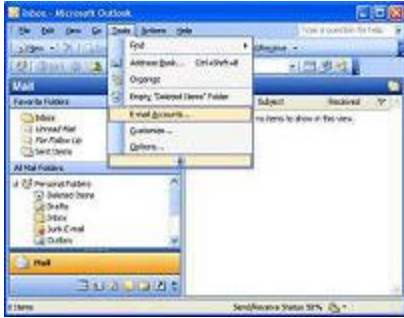 Inbox - Microsoft Outlook
File Edit View Go Tools Actions Help
Type a question for help
New
Find
Address Book... Ctrl+Shift+B
Organize
Empty "Deleted Items" Folder
E-mail Accounts...
Customize...
Options...
Mail
Favorite Folders
Inbox
Unread Mail
For Follow Up
Sent Items
All Mail Folders
Personal Folders
Deleted Items
Drafts
Inbox
Junk E-mail
Outbox
Mail
Subject Received
no items to show in this view.
Items
Send/Receive Status 50%